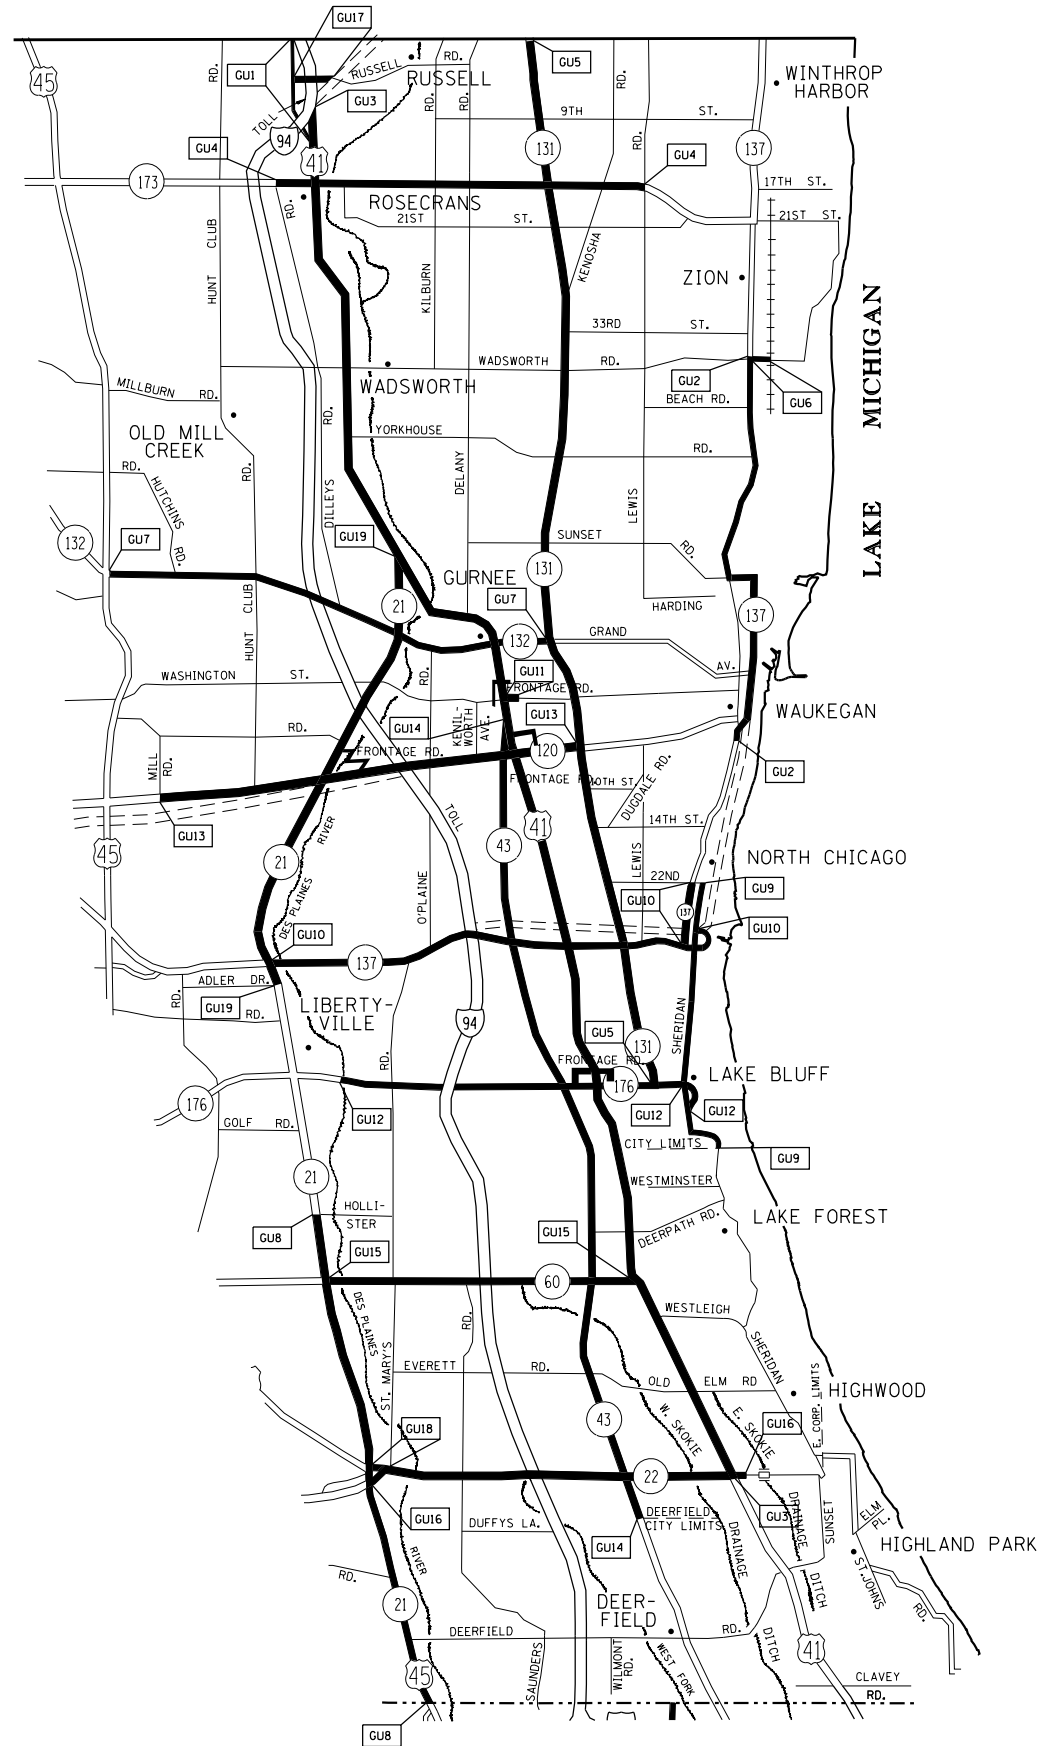 GU17
45
RD.
GU1
RUSSELL
RD.
RUSSELL
GU5
RD.
WINTHROP
HARBOR
GU3
RD.
RD.
TOLL
94
9TH ST.
41
131
RD.
137
GU4
GU4
173
17TH ST.
ROSECRANS
RD.
21ST ST.
21ST ST.
HUNT CLUB
KILBURN
KENOSHA
ZION
LAKE MICHIGAN
33RD ST.
WADSWORTH RD.
WADSWORTH
GU2
GU6
MILLBURN RD.
BEACH RD.
RD.
OLD MILL
CREEK
YORKHOUSE RD.
RD.
RD.
HUTCHINS RD.
DILLEYS
DELANY
LEWIS
132
GU7
GU19
SUNSET RD.
131
GURNEE
GU7
21
HARDING
137
HUNT CLUB
132
GRAND AV.
WASHINGTON ST.
RD.
GU11
FRONTAGE RD.
GU14
KENIL-
WORTH
AVE.
GU13
WAUKEGAN
RD.
FRONTAGE RD.
120
MILL
RD.
FRONTAGE RD.
10TH ST.
DUGDALE RD.
GU2
GU13
TOLL
41
14TH ST.
45
21
RIVER
43
LEWIS
NORTH CHICAGO
22ND
GU9
GU10
137
DES PLAINES
O'PLAINE
GU10
GU10
137
ADLER DR.
RD.
GU19
RD.
LIBERTY-
VILLE
94
SHERIDAN
GU5
131
RD.
FRONTAGE RD.
176
LAKE BLUFF
176
GU12
GU12
GU12
GOLF RD.
CITY LIMITS
GU9
21
WESTMINSTER
HOLLI-
STER
DEERPATH RD.
LAKE FOREST
GU8
GU15
GU15
60
DES PLAINES
RD.
WESTLEIGH
SHERIDAN
ST. MARY'S
EVERETT RD.
OLD ELM RD
E. CORP. LIMITS
HIGHWOOD
43
W. SKOKIE
E. SKOKIE
GU18
GU16
22
GU16
DEERFIELD
CITY LIMITS
GU3
DRAINAGE
SUNSET
ELM
PL.
DUFFYS LA.
GU14
DRAINAGE
HIGHLAND PARK
RIVER
RD.
DITCH
ST.JOHNS
RD.
21
DEER-
FIELD
DEERFIELD RD.
DITCH
41
45
SAUNDERS
WILMONT
RD.
WEST FORK
CLAVEY
RD.
GU8